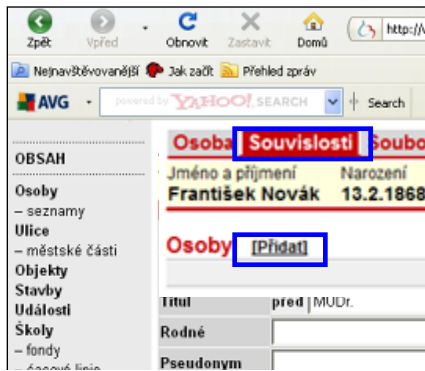 Zpět Vpřed Obnovit Zastavit Domů http://
Nejnavštěvovanější Jak začít Přehled zpráv
AVG powered by YAHOO! SEARCH Search
Osoba Souvislosti Soubo
OBSAH
Jméno a příjmení Narození
František Novák 13.2.1868
Osoby
– seznamy
Ulice
– městské části
Osoby [Přidat]
Objekty
Stavby
Události
Školy
– fondy
– časové linie
Titul před MUDr.
Rodné
Pseudonym